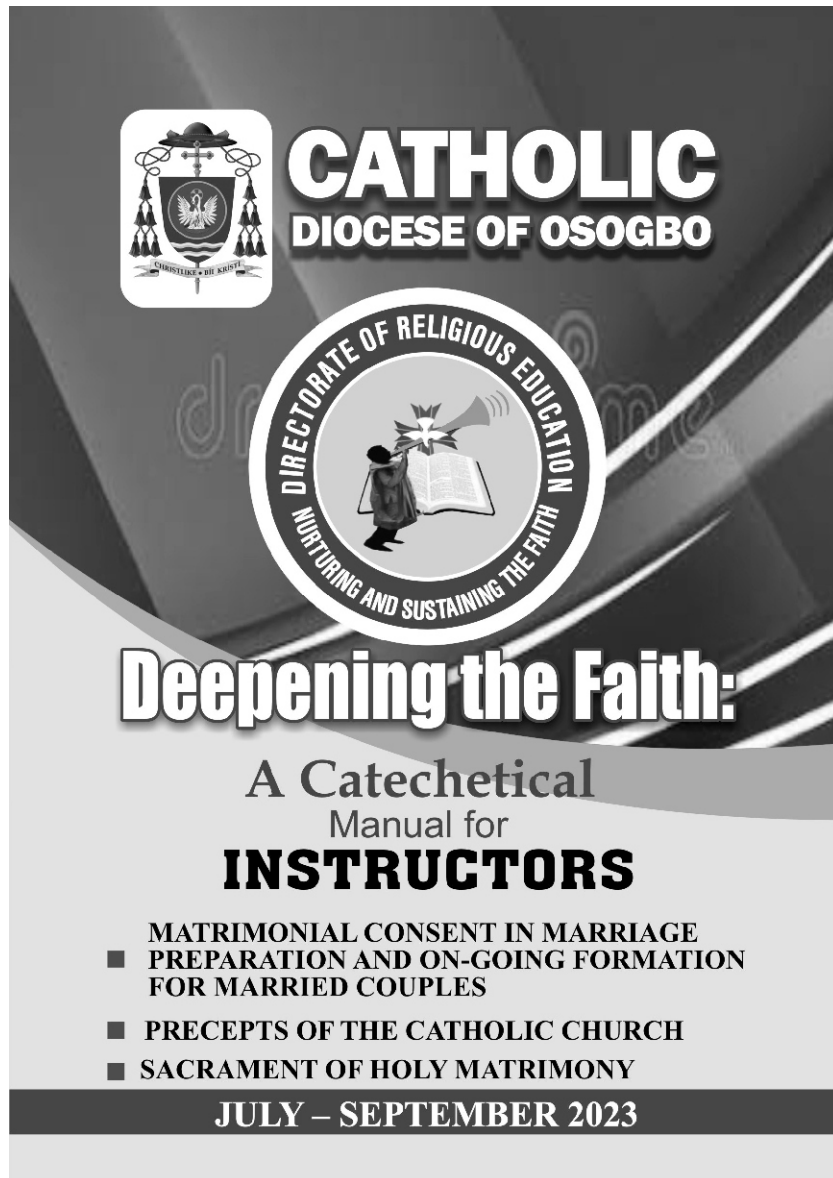 CATHOLIC
DIOCESE OF OSOGBO
CHRISTLIKE • BÍI KRISTI
DIRECTORATE OF RELIGIOUS EDUCATION
NURTURING AND SUSTAINING THE FAITH
Deepening the Faith:
A Catechetical
Manual for
INSTRUCTORS
MATRIMONIAL CONSENT IN MARRIAGE
PREPARATION AND ON-GOING FORMATION
FOR MARRIED COUPLES
PRECEPTS OF THE CATHOLIC CHURCH
SACRAMENT OF HOLY MATRIMONY
JULY – SEPTEMBER 2023